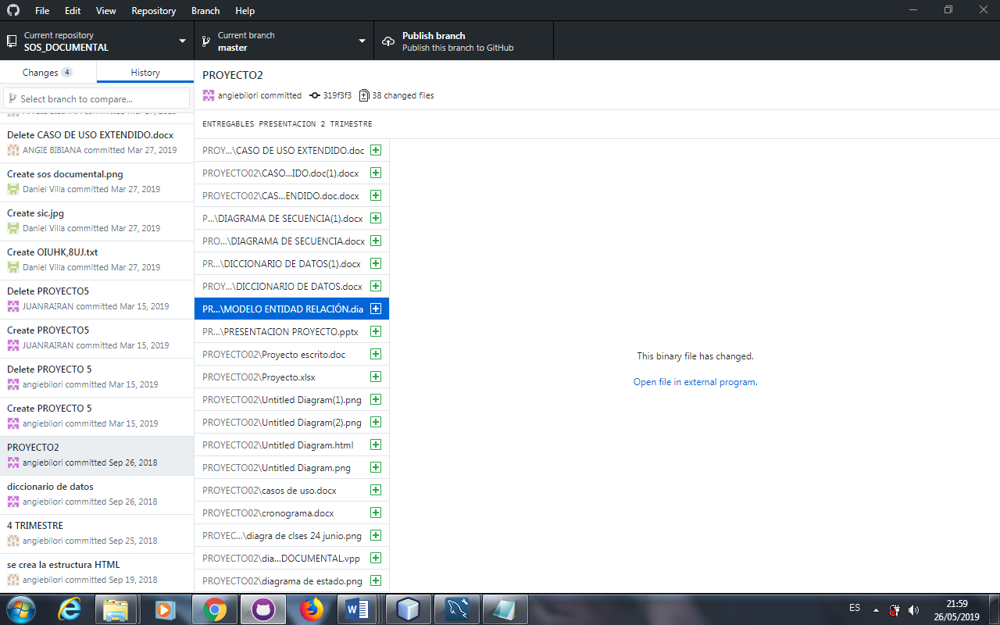 File Edit View Repository Branch Help
Current repository
SOS_DOCUMENTAL
Current branch
master
Publish branch
Publish this branch to GitHub
Changes 4
History
Select branch to compare...
Delete CASO DE USO EXTENDIDO.docx
ANGIE BIBIANA committed Mar 27, 2019
Create sos documental.png
Daniel Villa committed Mar 27, 2019
Create sic.jpg
Daniel Villa committed Mar 27, 2019
Create OIUHK,8UJ.txt
Daniel Villa committed Mar 27, 2019
Delete PROYECTO5
JUANRAIRAN committed Mar 15, 2019
Create PROYECTO5
JUANRAIRAN committed Mar 15, 2019
Delete PROYECTO 5
angiebilori committed Mar 15, 2019
Create PROYECTO 5
angiebilori committed Mar 15, 2019
PROYECTO2
angiebilori committed Sep 26, 2018
diccionario de datos
angiebilori committed Sep 26, 2018
4 TRIMESTRE
angiebilori committed Sep 25, 2018
se crea la estructura HTML
angiebilori committed Sep 19, 2018
PROYECTO2
angiebilori committed 319f3f3 38 changed files
ENTREGABLES PRESENTACION 2 TRIMESTRE
PROY...\CASO DE USO EXTENDIDO.doc
PROYECTO02\CASO...IDO.doc(1).docx
PROYECTO02\CAS...ENDIDO.doc.docx
P...\DIAGRAMA DE SECUENCIA(1).docx
PRO...\DIAGRAMA DE SECUENCIA.docx
PR...\DICCIONARIO DE DATOS(1).docx
PROY...\DICCIONARIO DE DATOS.docx
PR...\MODELO ENTIDAD RELACIÓN.dia
PR...\PRESENTACION PROYECTO.pptx
PROYECTO02\Proyecto escrito.doc
PROYECTO02\Proyecto.xlsx
PROYECTO02\Untitled Diagram(1).png
PROYECTO02\Untitled Diagram(2).png
PROYECTO02\Untitled Diagram.html
PROYECTO02\Untitled Diagram.png
PROYECTO02\casos de uso.docx
PROYECTO02\cronograma.docx
PROYEC...\diagra de clses 24 junio.png
PROYECTO02\dia...DOCUMENTAL.vpp
PROYECTO02\diagrama de estado.png
This binary file has changed.
Open file in external program.
ES
21:59
26/05/2019